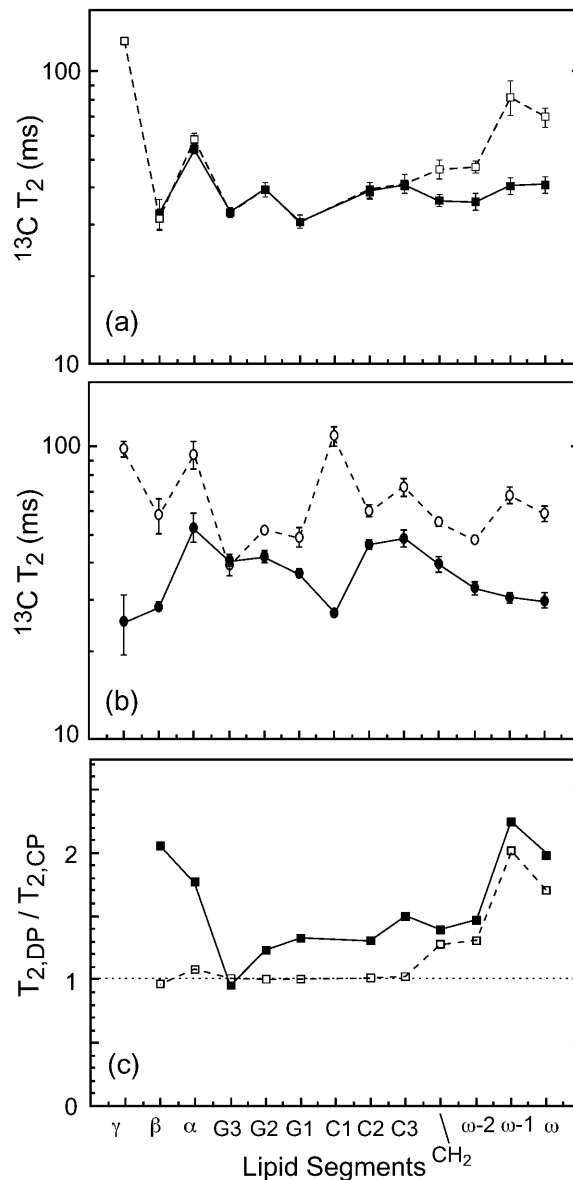 100
¹³C T₂ (ms)
(a)
10
100
¹³C T₂ (ms)
(b)
10
2
T₂,DP / T₂,CP
1
(c)
0
γ β α G3 G2 G1 C1 C2 C3 CH₂ ω-2 ω-1 ω
Lipid Segments